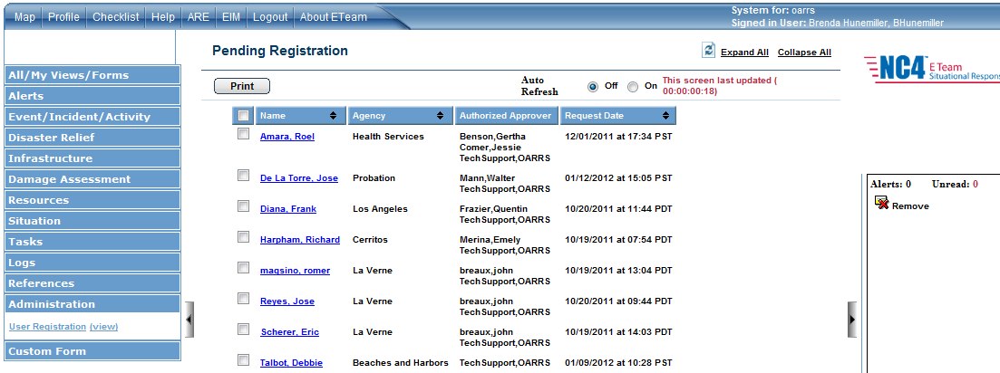 Map Profile Checklist Help ARE EIM Logout About ETeam
System for: oarrs
Signed in User: Brenda Hunemiller, BHunemiller
Pending Registration
Expand All Collapse All
NC4™ E Team
Situational Respons
Print
Auto
Refresh
Off On
This screen last updated (
00:00:00:18)
All/My Views/Forms
Alerts
Event/Incident/Activity
Disaster Relief
Infrastructure
Damage Assessment
Resources
Situation
Tasks
Logs
References
Administration
User Registration (view)
Custom Form
Name Agency Authorized Approver Request Date
Amara, Roel Health Services Benson,Gertha 12/01/2011 at 17:34 PST
Comer,Jessie
TechSupport,OARRS
De La Torre, Jose Probation Mann,Walter 01/12/2012 at 15:05 PST
TechSupport,OARRS
Diana, Frank Los Angeles Frazier,Quentin 10/20/2011 at 11:44 PDT
TechSupport,OARRS
Harpham, Richard Cerritos Merina,Emely 10/19/2011 at 07:54 PDT
TechSupport,OARRS
magsino, romer La Verne breaux,john 10/19/2011 at 13:04 PDT
TechSupport,OARRS
Reyes, Jose La Verne breaux,john 10/20/2011 at 09:44 PDT
TechSupport,OARRS
Scherer, Eric La Verne breaux,john 10/19/2011 at 14:03 PDT
TechSupport,OARRS
Talbot, Debbie Beaches and Harbors TechSupport,OARRS 01/09/2012 at 10:28 PST
Alerts: 0 Unread: 0
Remove